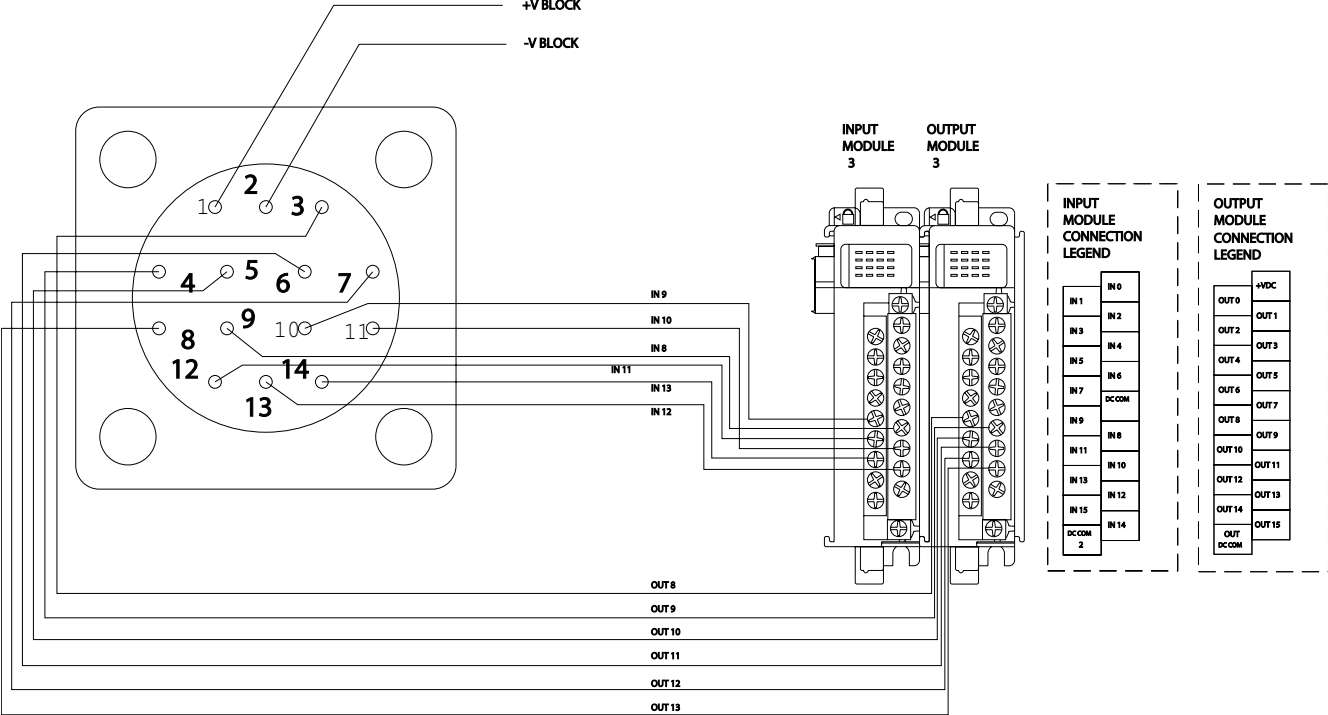 +V BLOCK
-V BLOCK
INPUT
MODULE
3
OUTPUT
MODULE
3
1
2
3
4
5
6
7
8
9
10
11
12
13
14
IN 9
IN 10
IN 8
IN 11
IN 13
IN 12
OUT 8
OUT 9
OUT 10
OUT 11
OUT 12
OUT 13
INPUT
MODULE
CONNECTION
LEGEND
IN 0
IN 1
IN 2
IN 3
IN 4
IN 5
IN 6
IN 7
DC COM
IN 9
IN 8
IN 11
IN 10
IN 13
IN 12
IN 15
IN 14
DC COM
2
OUTPUT
MODULE
CONNECTION
LEGEND
+VDC
OUT 0
OUT 1
OUT 2
OUT 3
OUT 4
OUT 5
OUT 6
OUT 7
OUT 8
OUT 9
OUT 10
OUT 11
OUT 12
OUT 13
OUT 14
OUT 15
OUT
DC COM